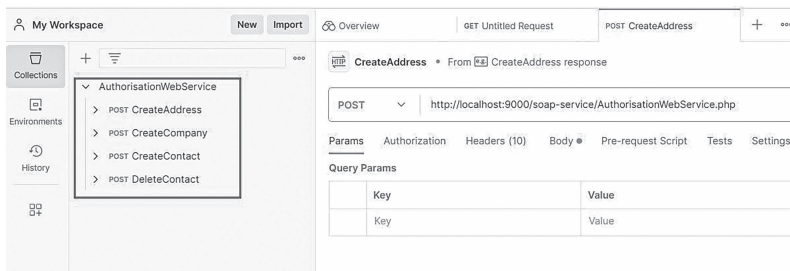 My Workspace
New
Import
Overview
GET Untitled Request
POST CreateAddress
Collections
Environments
History
AuthorisationWebService
POST CreateAddress
POST CreateCompany
POST CreateContact
POST DeleteContact
HTTP CreateAddress • From e.g. CreateAddress response
POST
http://localhost:9000/soap-service/AuthorisationWebService.php
Params Authorization Headers (10) Body Pre-request Script Tests Settings
Query Params
Key Value
Key Value